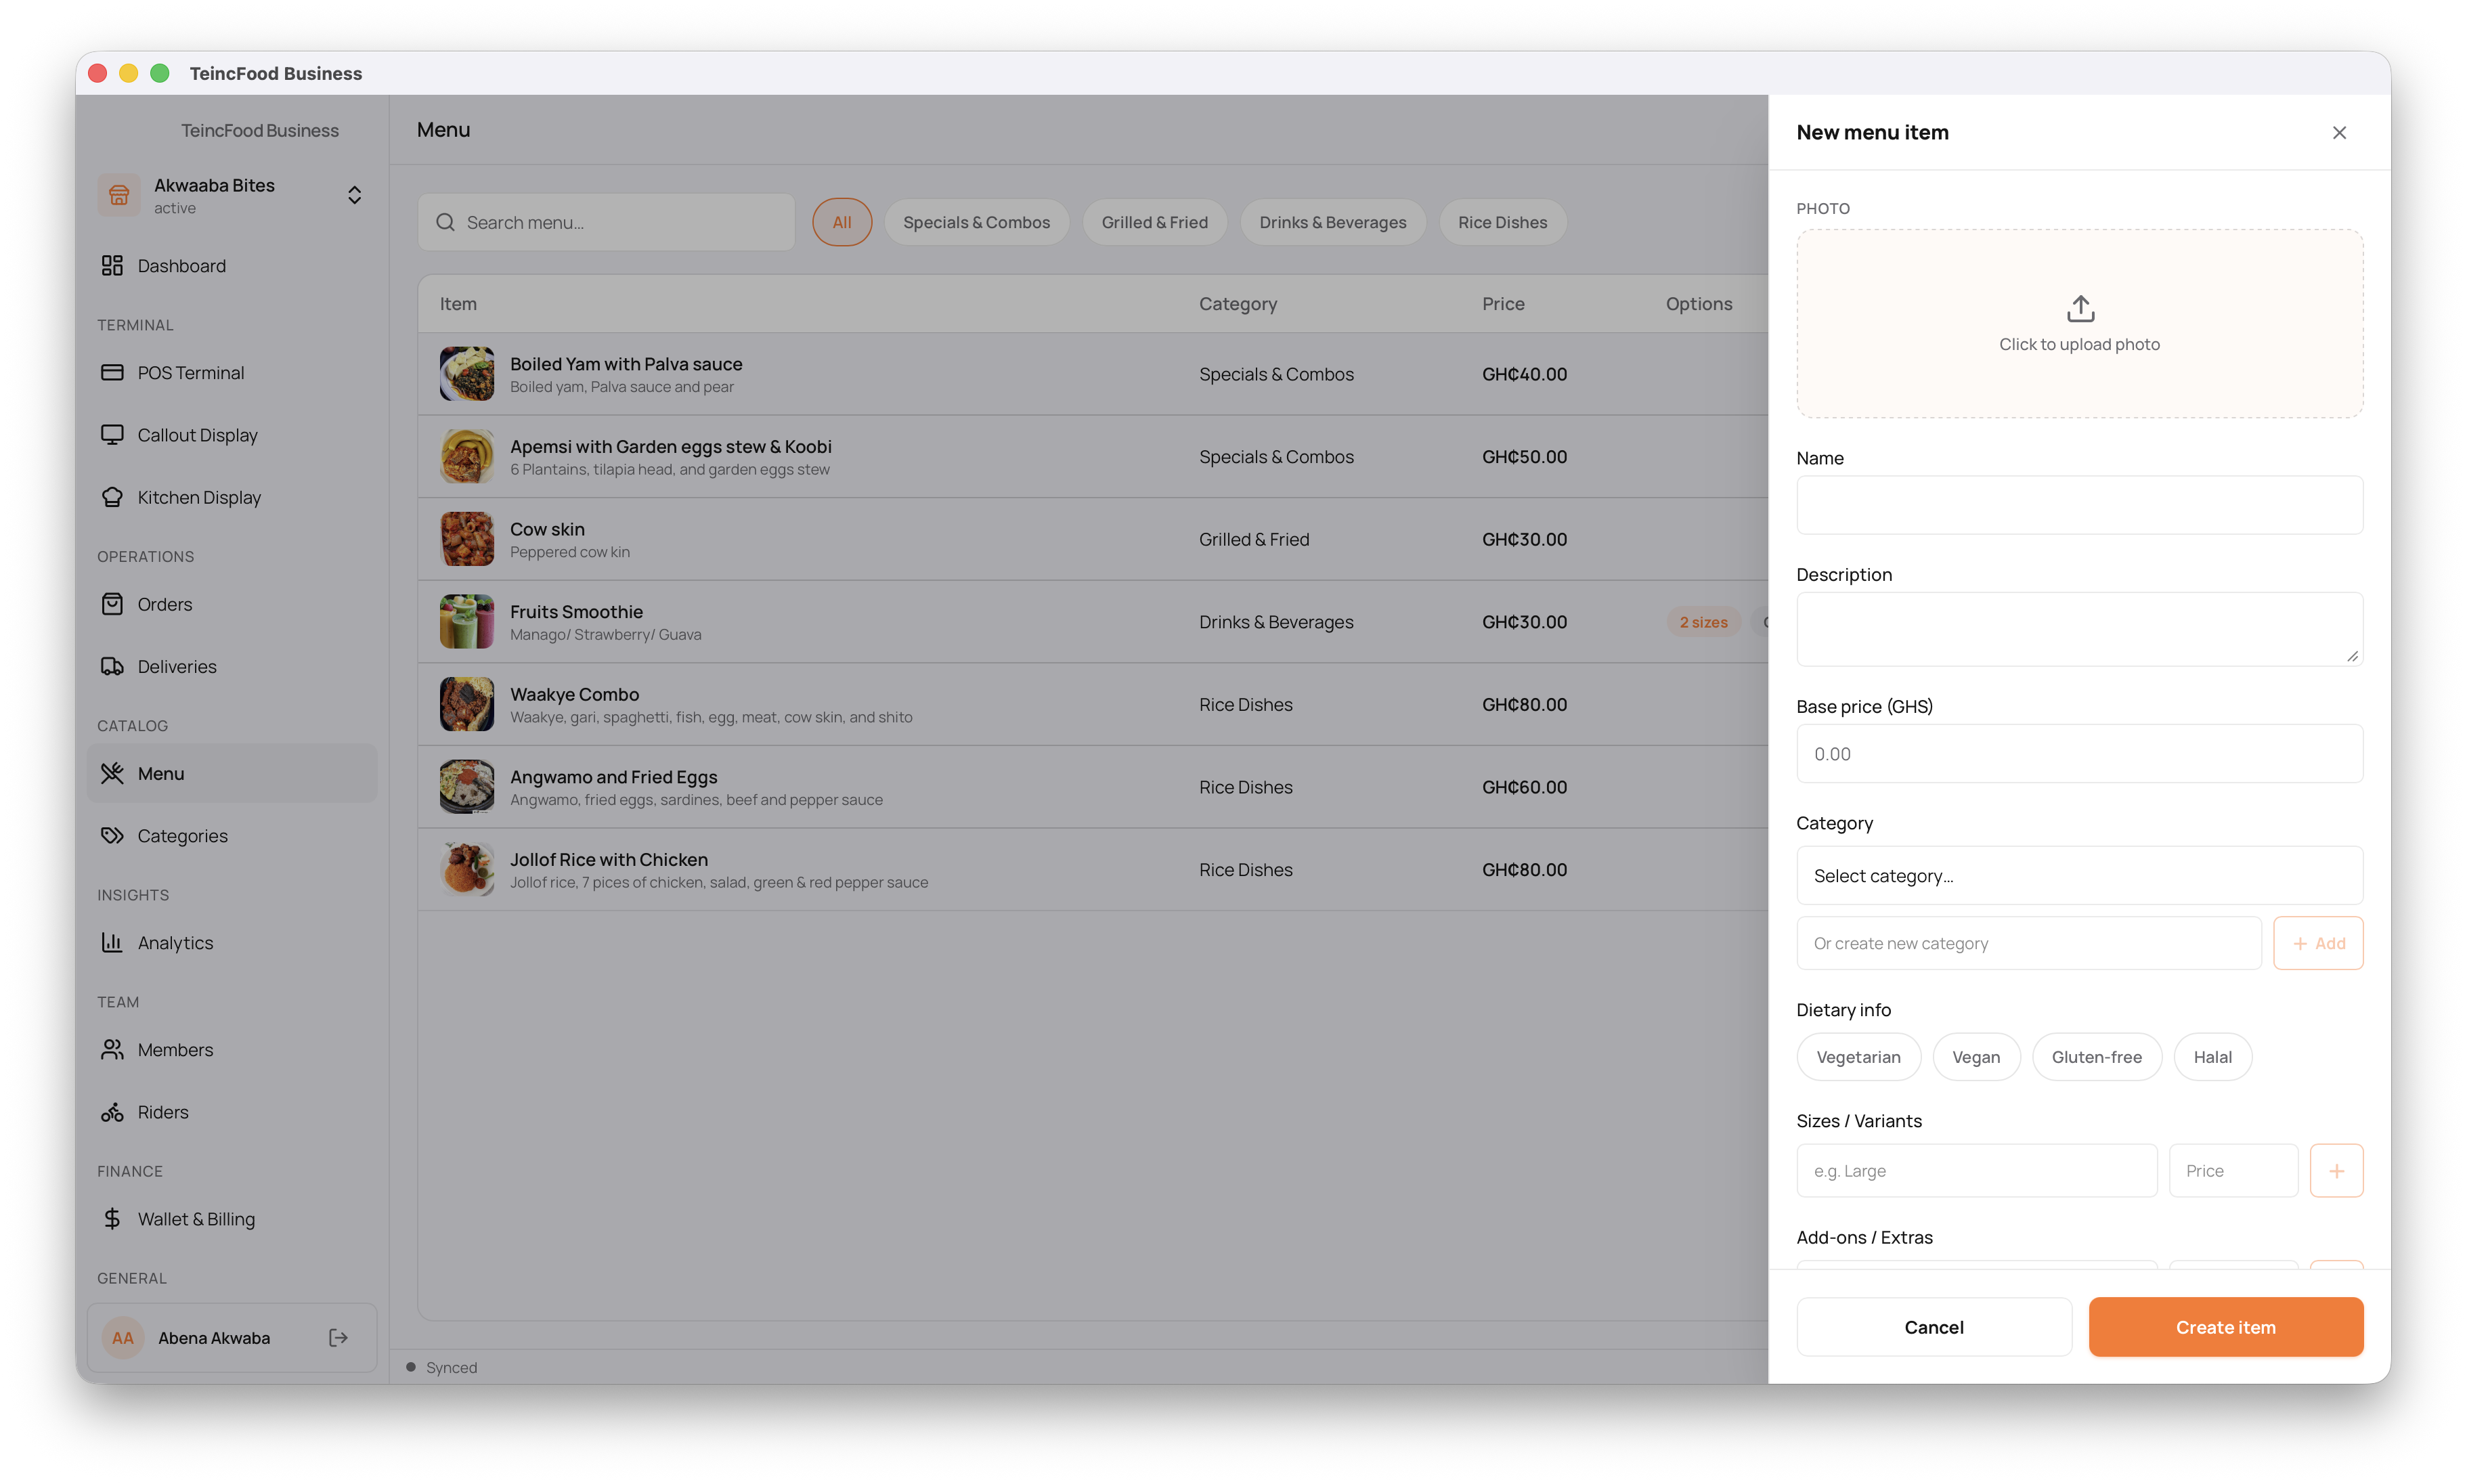 TeincFood Business
TeincFood Business
Akwaaba Bites
active
Dashboard
TERMINAL
POS Terminal
Callout Display
Kitchen Display
OPERATIONS
Orders
Deliveries
CATALOG
Menu
Categories
INSIGHTS
Analytics
TEAM
Members
Riders
FINANCE
Wallet & Billing
GENERAL
AA Abena Akwaba
Menu
Search menu...
All Specials & Combos Grilled & Fried Drinks & Beverages Rice Dishes
Item Category Price Options
Boiled Yam with Palva sauce
Boiled yam, Palva sauce and pear
Specials & Combos GH₵40.00
Apemsi with Garden eggs stew & Koobi
6 Plantains, tilapia head, and garden eggs stew
Specials & Combos GH₵50.00
Cow skin
Peppered cow kin
Grilled & Fried GH₵30.00
Fruits Smoothie
Manago/ Strawberry/ Guava
Drinks & Beverages GH₵30.00 2 sizes
Waakye Combo
Waakye, gari, spaghetti, fish, egg, meat, cow skin, and shito
Rice Dishes GH₵80.00
Angwamo and Fried Eggs
Angwamo, fried eggs, sardines, beef and pepper sauce
Rice Dishes GH₵60.00
Jollof Rice with Chicken
Jollof rice, 7 pices of chicken, salad, green & red pepper sauce
Rice Dishes GH₵80.00
Synced
New menu item
PHOTO
Click to upload photo
Name
Description
Base price (GHS)
0.00
Category
Select category...
Or create new category
+ Add
Dietary info
Vegetarian Vegan Gluten-free Halal
Sizes / Variants
e.g. Large Price +
Add-ons / Extras
Cancel Create item